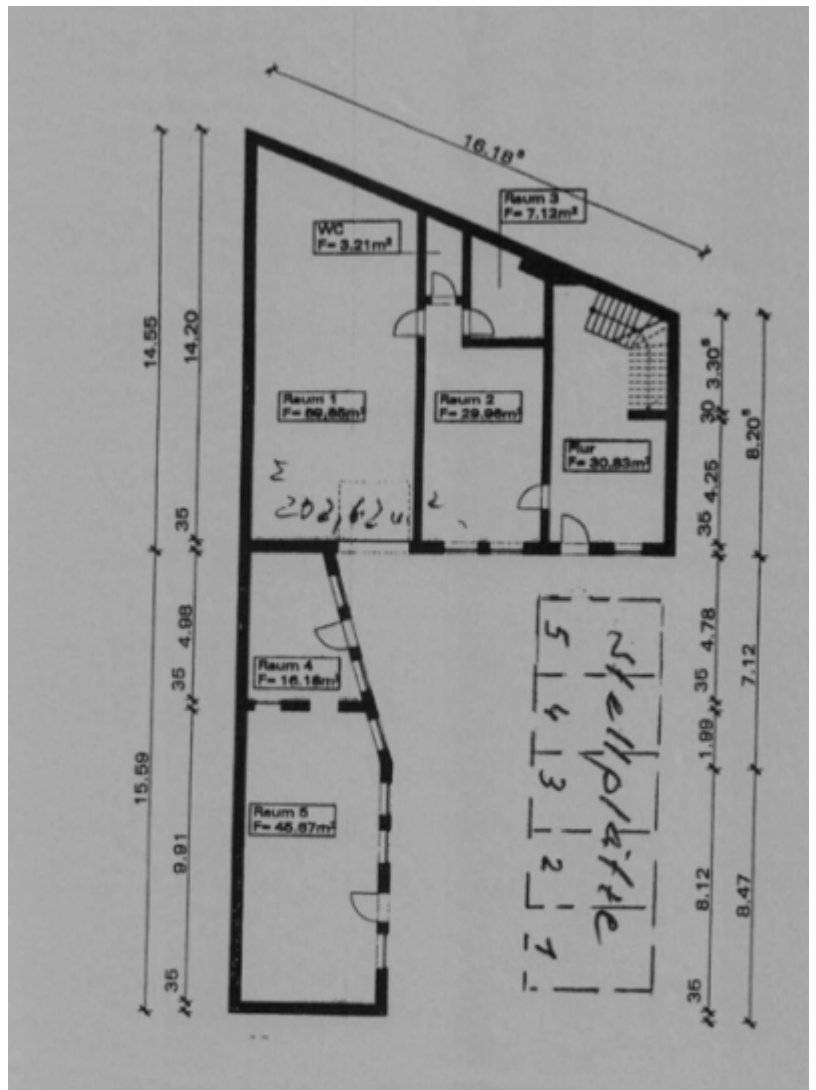 16.18⁵
Raum 3
F= 7.12m²
WC
F= 3.21m²
14.55
14.20
35
Raum 1
Raum 2
F= 29.96m²
Flur
F= 30.83m²
3.30⁵
30
4.25
35
8.20⁵
M
4.98
35
Raum 4
F= 16.18m²
15.59
9.91
35
Raum 5
F= 45.67m²
Stellplätze
5
4
3
2
1
4.78
35
1.99
7.12
8.12
8.47
35